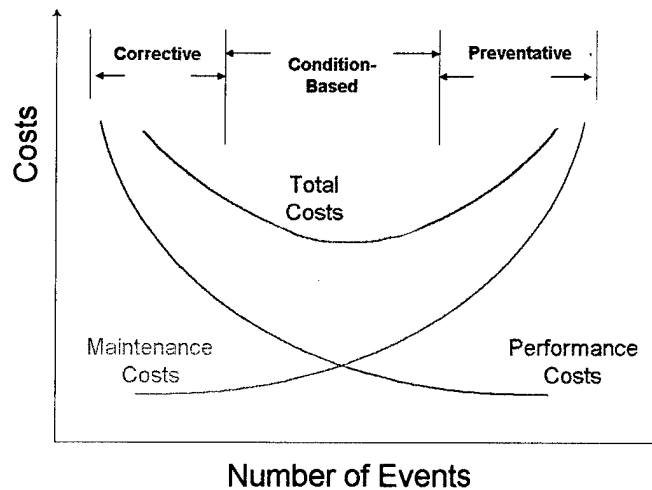 Corrective
Condition-
Based
Preventative
Costs
Total
Costs
Maintenance
Costs
Performance
Costs
Number of Events